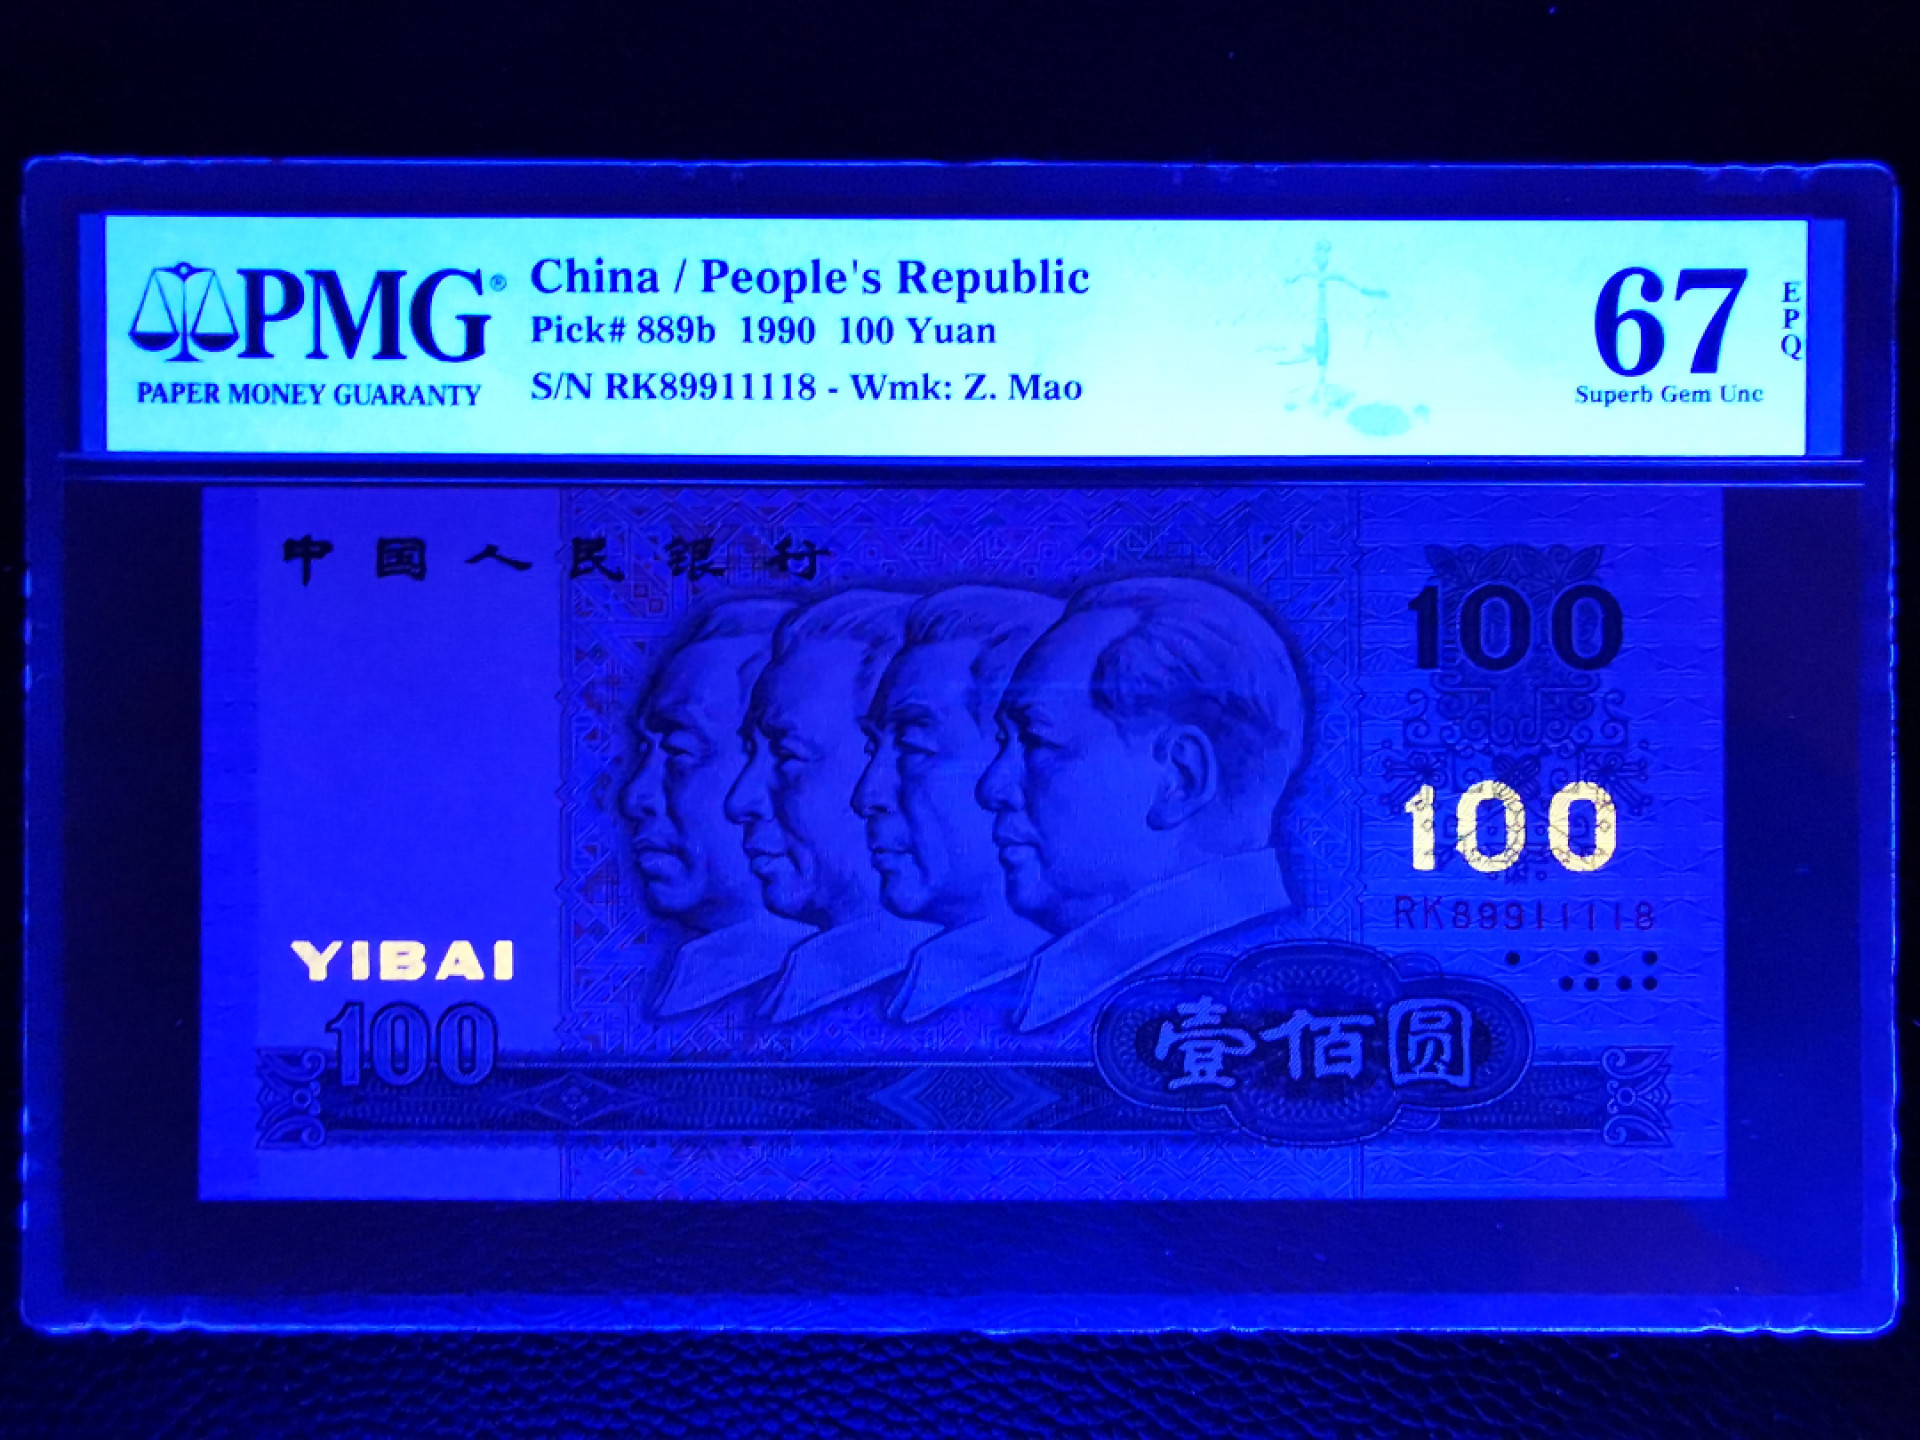 PMG®
PAPER MONEY GUARANTY
China / People's Republic
Pick# 889b 1990 100 Yuan
S/N RK89911118 - Wmk: Z. Mao
67
EPQ
Superb Gem Unc
中国人民银行
100
100
RK89911118
YIBAI
100
壹佰圆